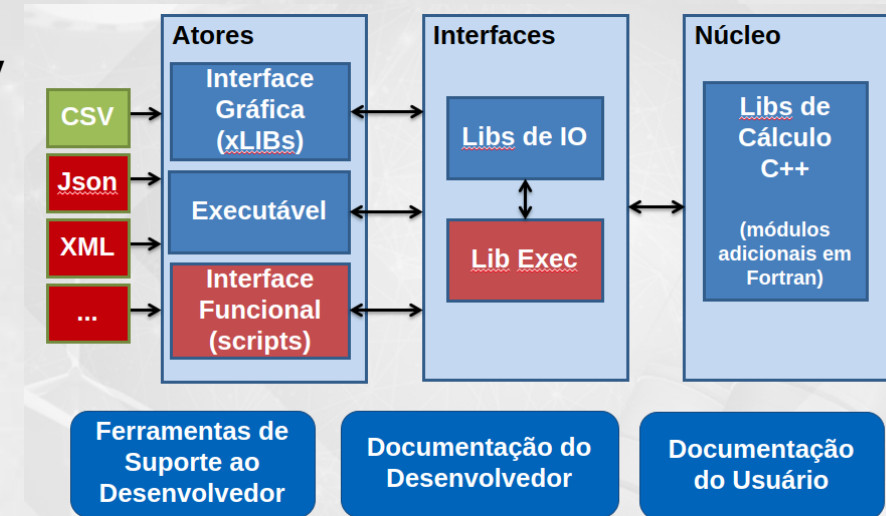 Atores
Interfaces
Núcleo
CSV
Json
XML
...
Interface
Gráfica
(xLIBs)
Executável
Interface
Funcional
(scripts)
Libs de IO
Lib Exec
Libs de
Cálculo
C++
(módulos
adicionais em
Fortran)
Ferramentas de
Suporte ao
Desenvolvedor
Documentação do
Desenvolvedor
Documentação
do Usuário